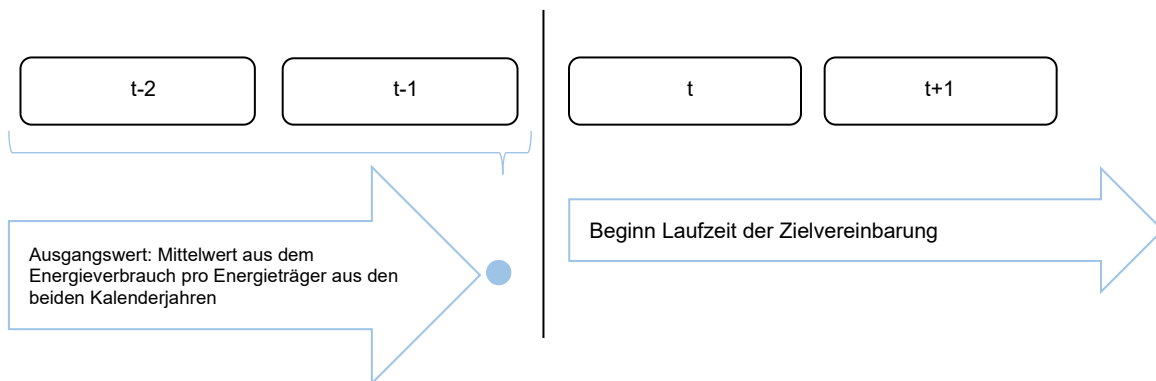 t-2
t-1
t
t+1
Ausgangswert: Mittelwert aus dem
Energieverbrauch pro Energieträger aus den
beiden Kalenderjahren
Beginn Laufzeit der Zielvereinbarung